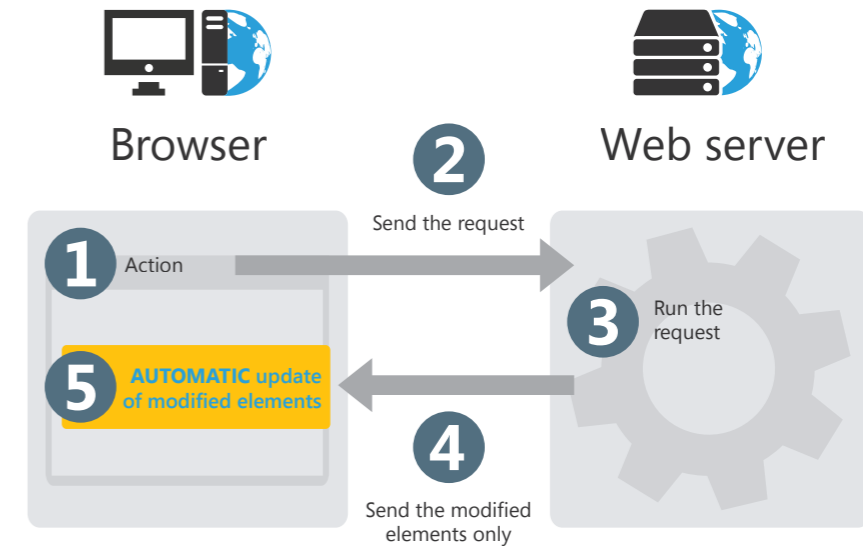 Browser
Web server
2
Send the request
1
Action
3
Run the
request
5
AUTOMATIC update
of modified elements
4
Send the modified
elements only